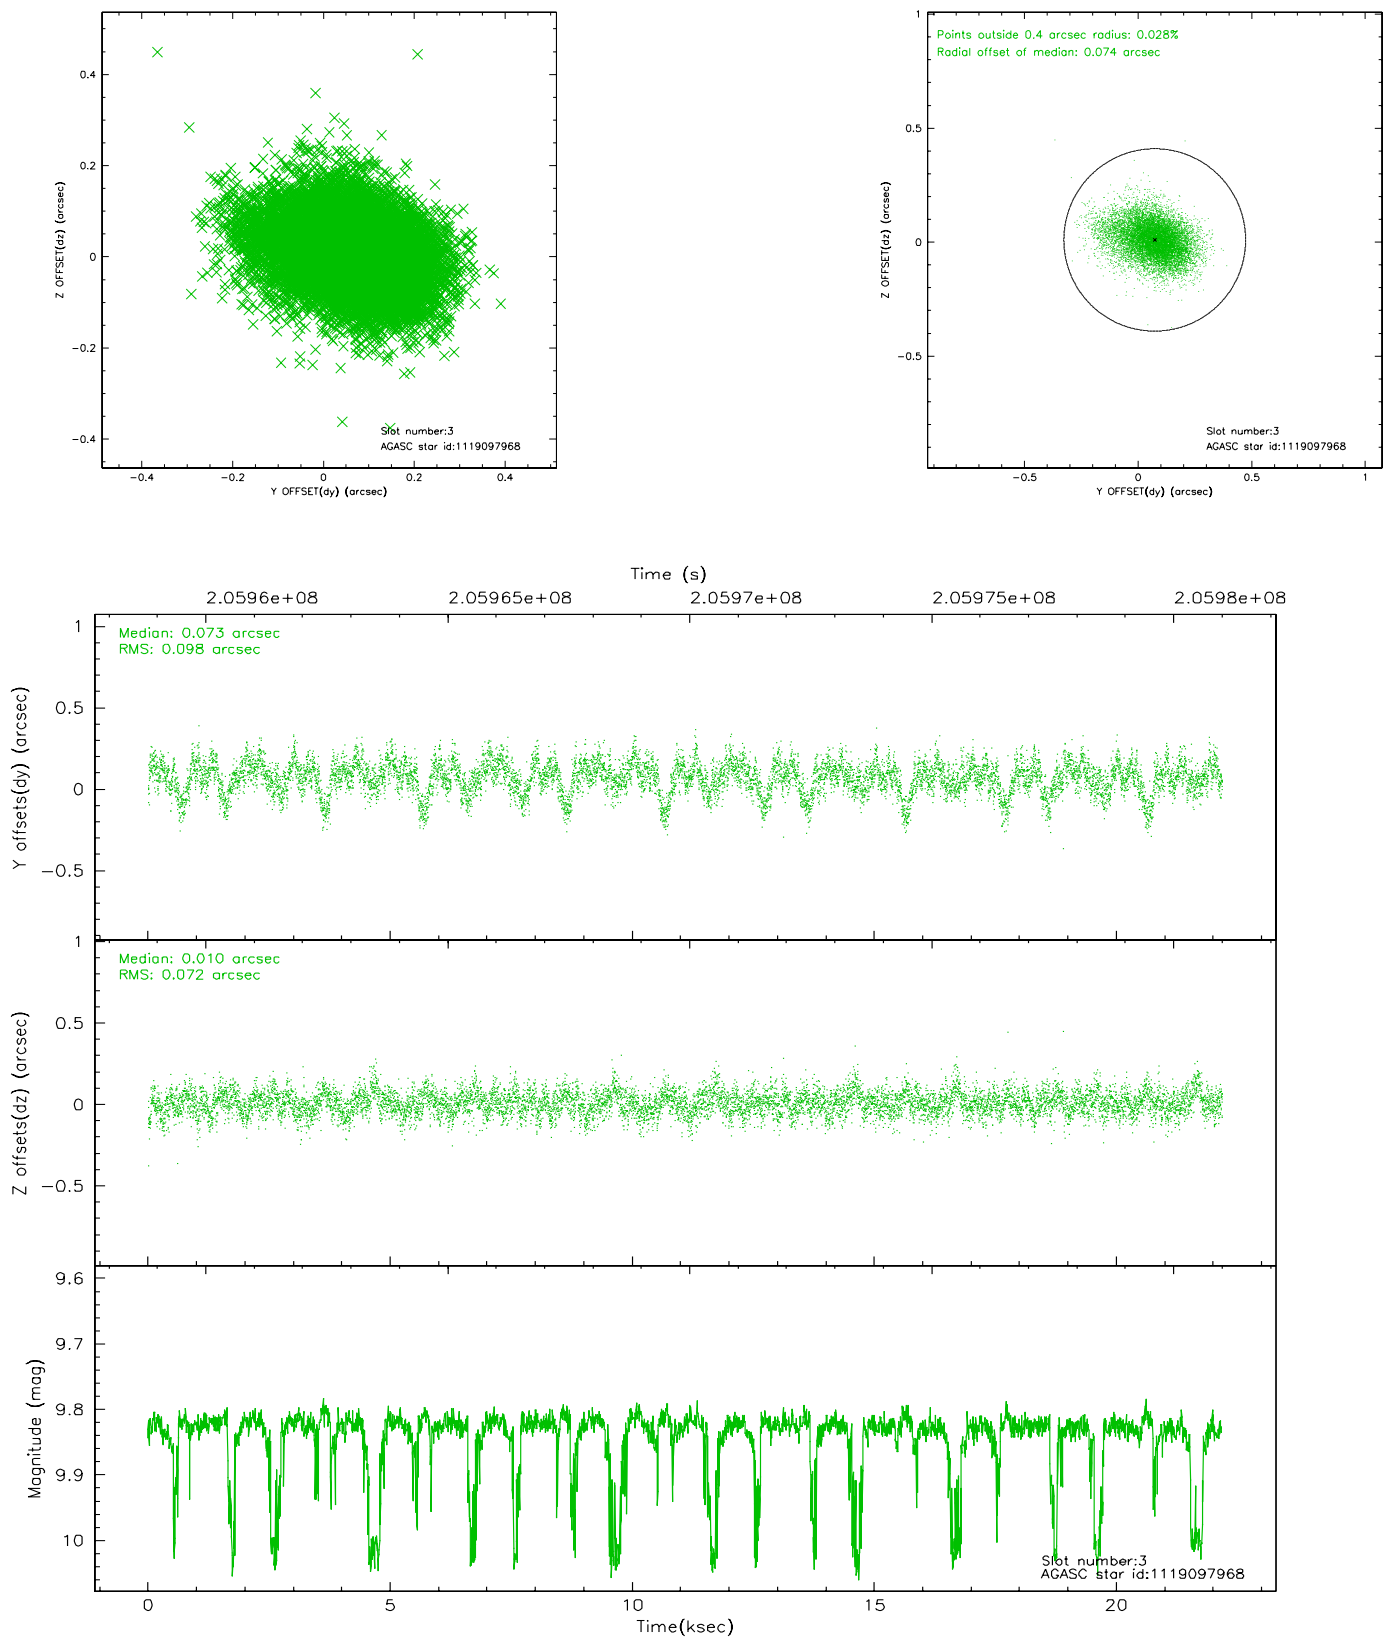 0.4
0.2
0
−0.2
−0.4
Z OFFSET(dz) (arcsec)
−0.4 −0.2 0 0.2 0.4
Y OFFSET(dy) (arcsec)
Slot number:3
AGASC star id:1119097968
Points outside 0.4 arcsec radius: 0.028%
Radial offset of median: 0.074 arcsec
1
0.5
0
−0.5
Z OFFSET(dz) (arcsec)
−0.5 0 0.5 1
Y OFFSET(dy) (arcsec)
Slot number:3
AGASC star id:1119097968
Time (s)
2.0596e+08 2.05965e+08 2.0597e+08 2.05975e+08 2.0598e+08
Median: 0.073 arcsec
RMS: 0.098 arcsec
1
0.5
0
−0.5
Y offsets(dy) (arcsec)
Median: 0.010 arcsec
RMS: 0.072 arcsec
1
0.5
0
−0.5
Z offsets(dz) (arcsec)
9.6
9.7
9.8
9.9
10
Magnitude (mag)
Slot number:3
AGASC star id:1119097968
0 5 10 15 20
Time(ksec)